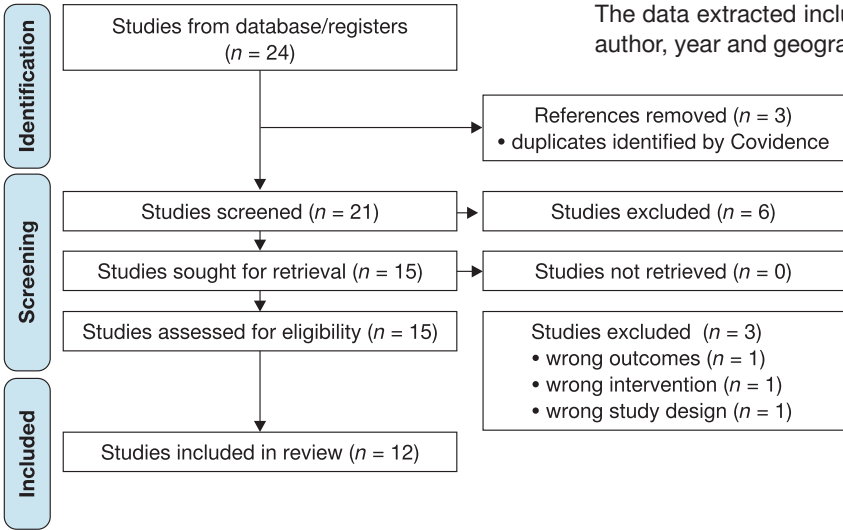 The data extracted
author, year and
Identification
Studies from database/registers
(n = 24)
References removed (n = 3)
• duplicates identified by Covidence
Screening
Studies screened (n = 21)
Studies excluded (n = 6)
Studies sought for retrieval (n = 15)
Studies not retrieved (n = 0)
Studies assessed for eligibility (n = 15)
Studies excluded (n = 3)
• wrong outcomes (n = 1)
• wrong intervention (n = 1)
• wrong study design (n = 1)
Included
Studies included in review (n = 12)